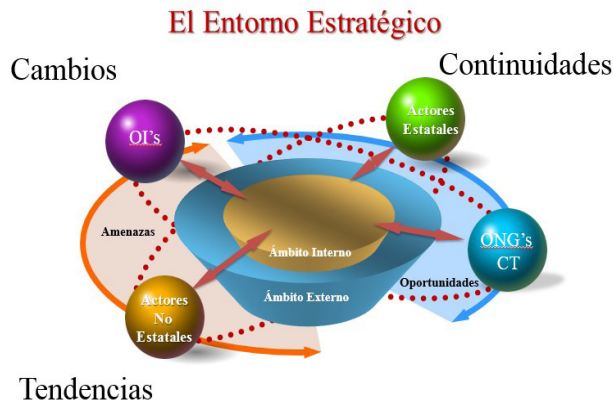 El Entorno Estratégico
Cambios
Continuidades
OI's
Actores
Estatales
Amenazas
Ámbito Interno
ONG's
CT
Ámbito Externo
Oportunidades
Actores
No
Estatales
Tendencias